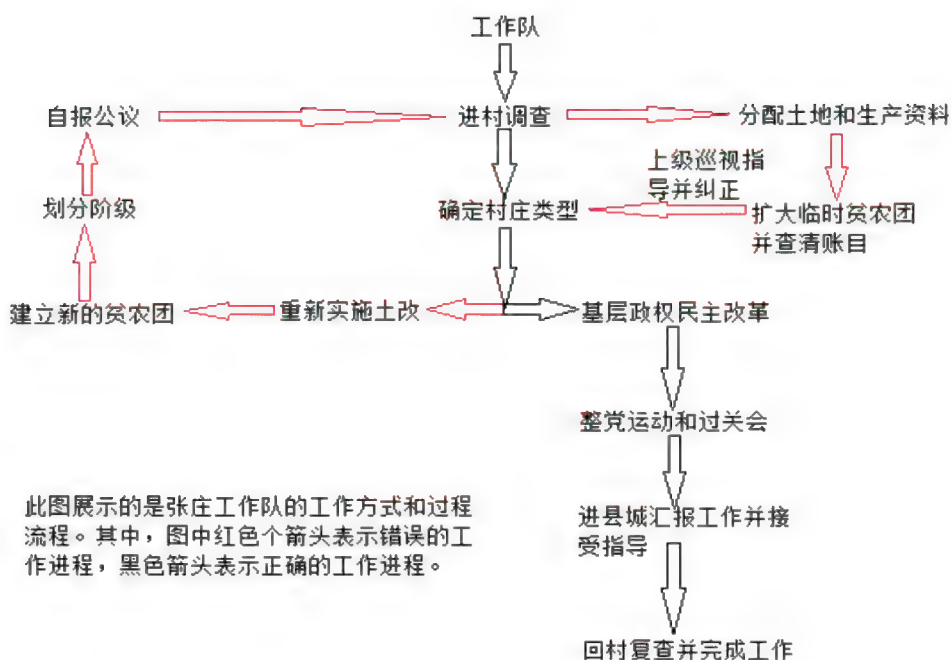 工作队
自报公议
进村调查
分配土地和生产资料
上级巡视指
导并纠正
划分阶级
确定村庄类型
扩大临时贫农团
并查清账目
建立新的贫农团
重新实施土改
基层政权民主改革
整党运动和过关会
此图展示的是张庄工作队的工作方式和过程
流程。其中，图中红色个箭头表示错误的工
作进程，黑色箭头表示正确的工作进程。
进县城汇报工作并接
受指导
回村复查并完成工作